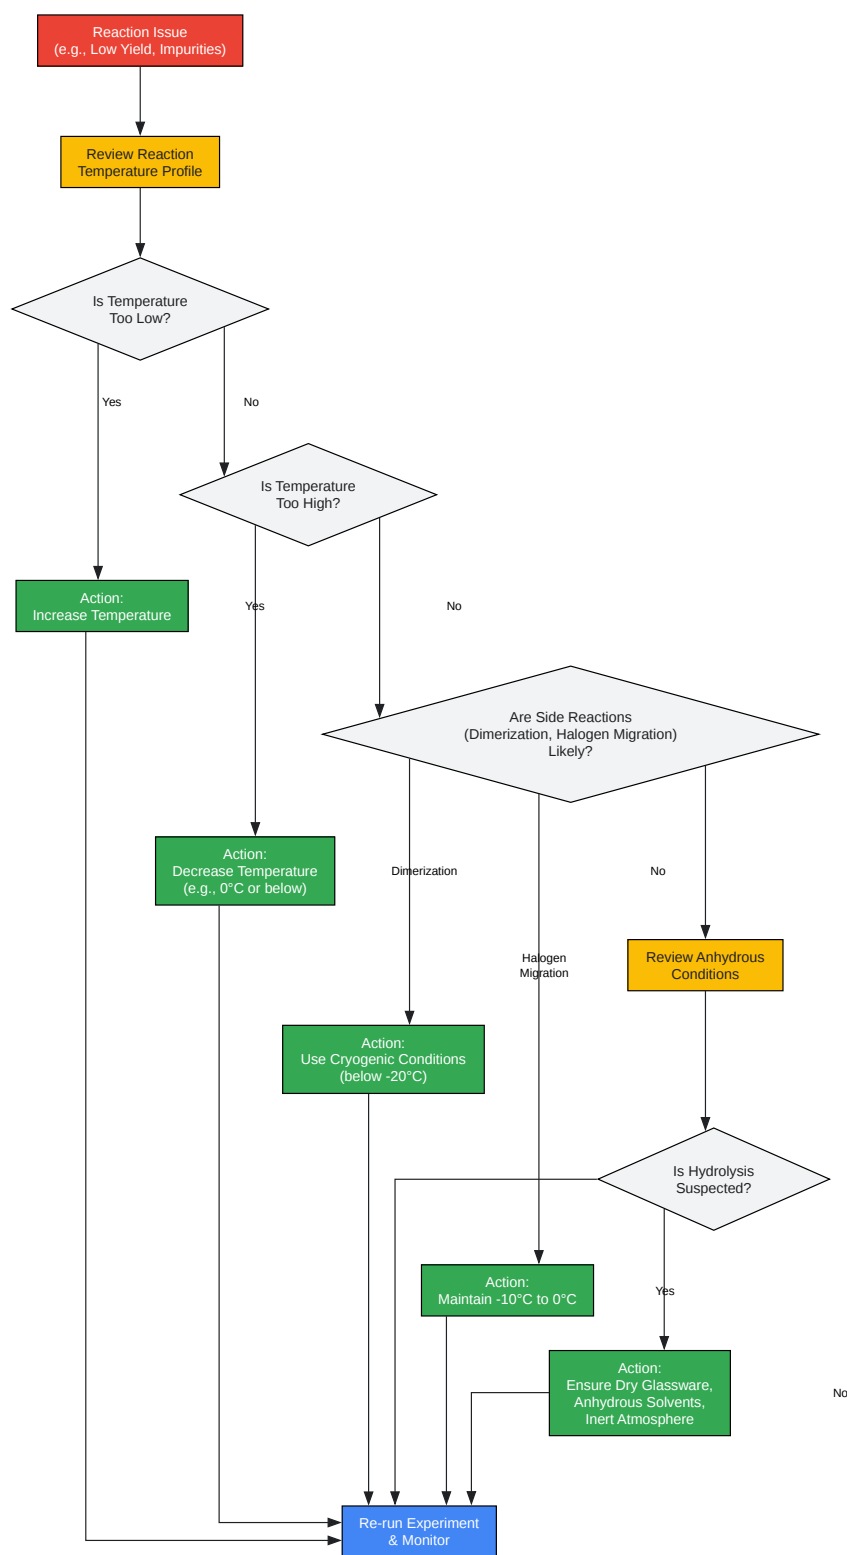 Reaction Issue
(e.g., Low Yield, Impurities)
Review Reaction
Temperature Profile
Is Temperature
Too Low?
Yes
No
Is Temperature
Too High?
Action:
Increase Temperature
Yes
No
Are Side Reactions
(Dimerization, Halogen Migration)
Likely?
Action:
Decrease Temperature
(e.g., 0°C or below)
Dimerization
No
Halogen
Migration
Review Anhydrous
Conditions
Action:
Use Cryogenic Conditions
(below -20°C)
Is Hydrolysis
Suspected?
Action:
Maintain -10°C to 0°C
Yes
Action:
Ensure Dry Glassware,
Anhydrous Solvents,
Inert Atmosphere
No
Re-run Experiment
& Monitor